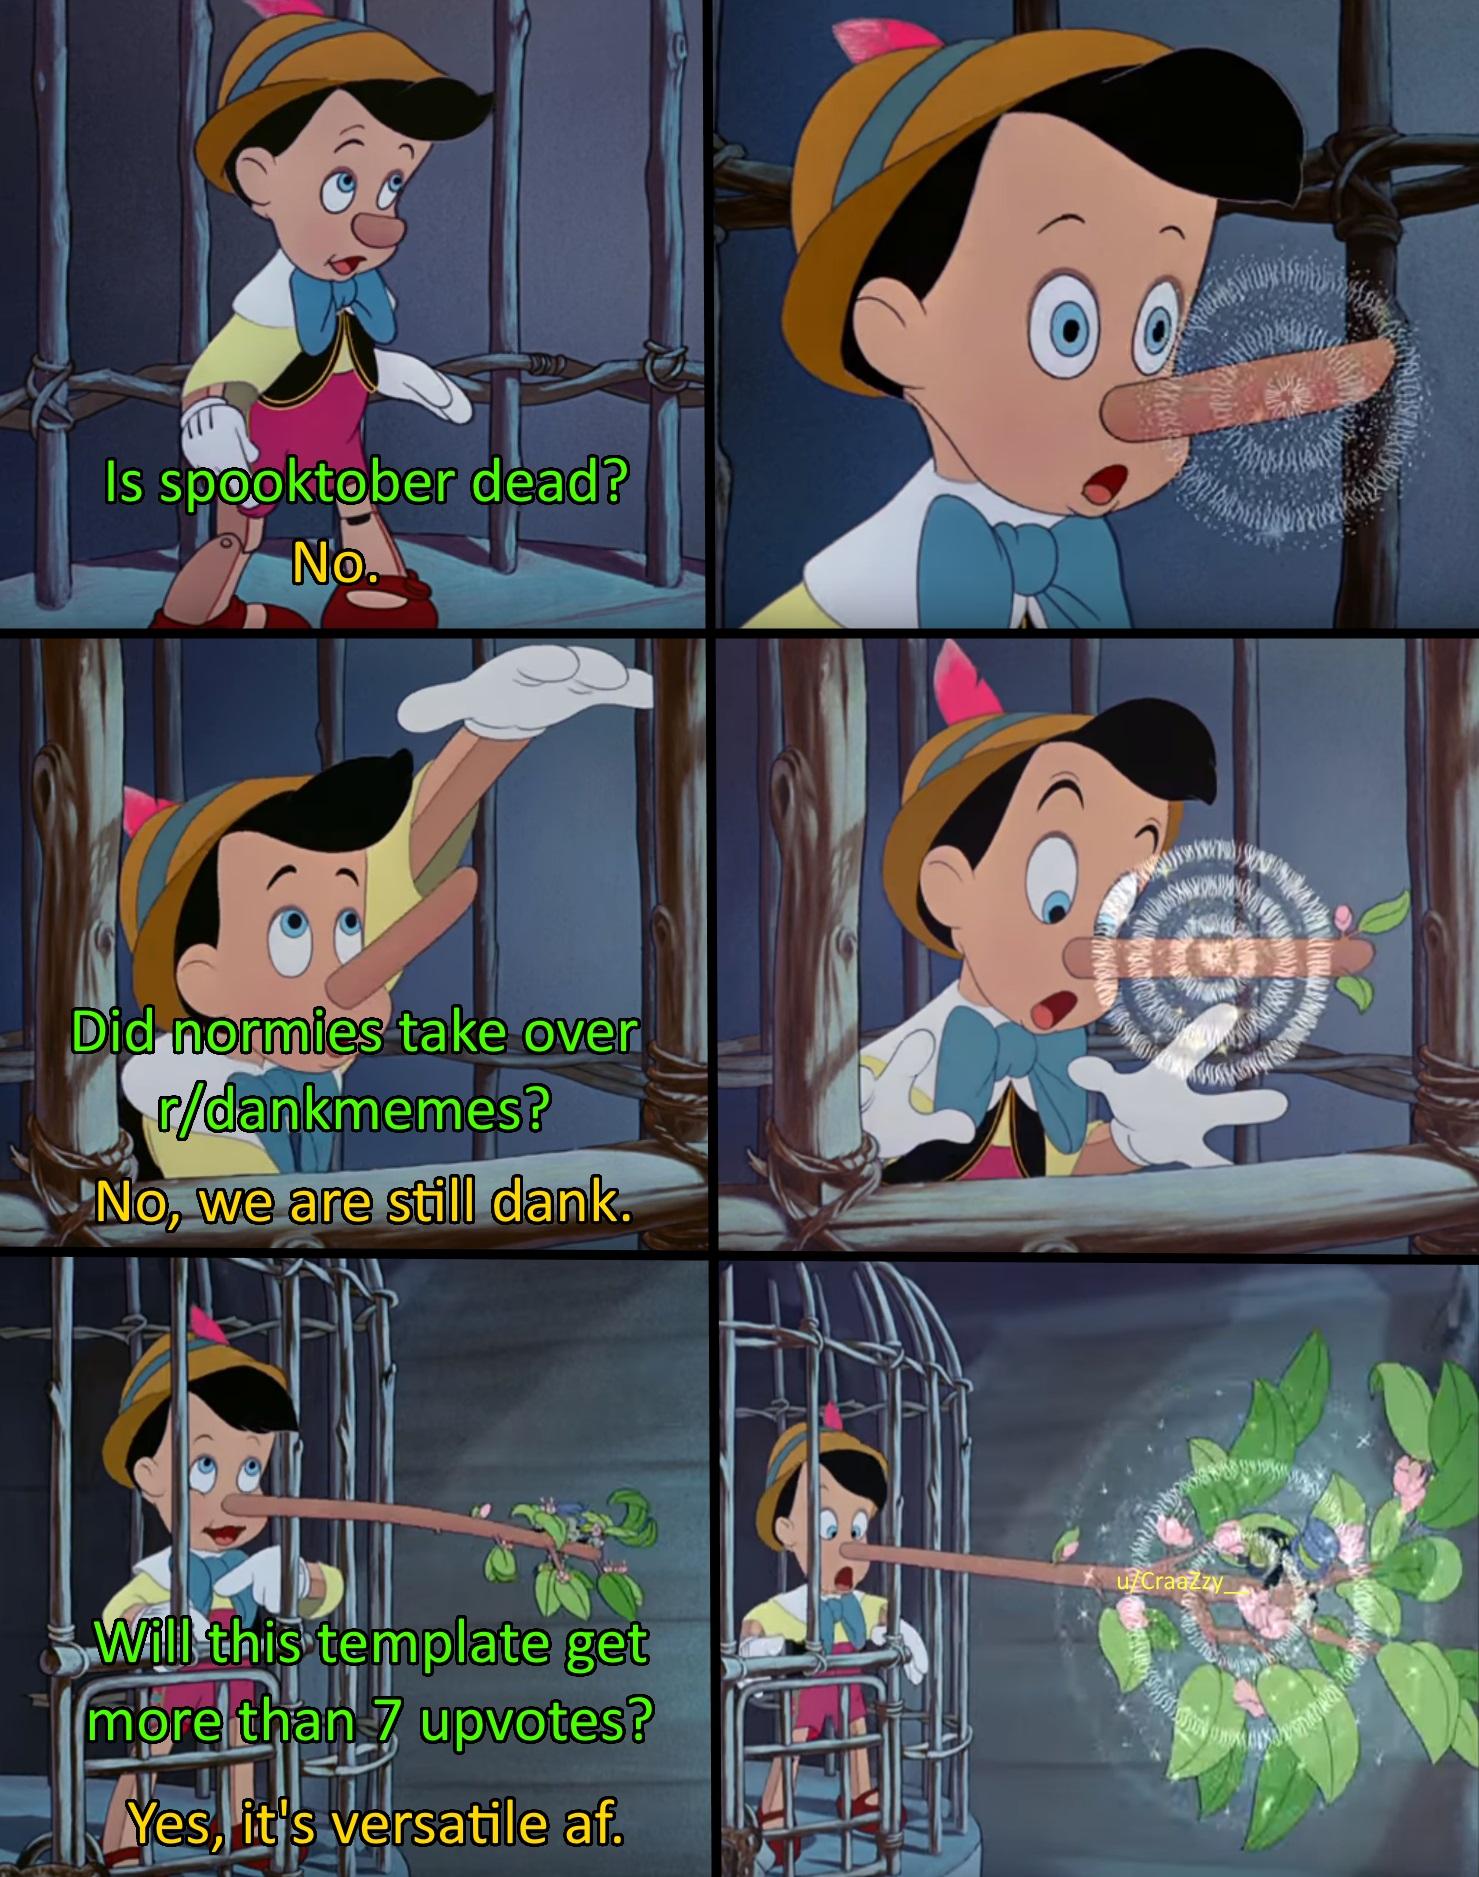 Is spooktober dead?
No.
Did normies take over
r/dankmemes?
No, we are still dank.
Will this template get
more than 7 upvotes?
Yes, it's versatile af.
u/CraaZzy__